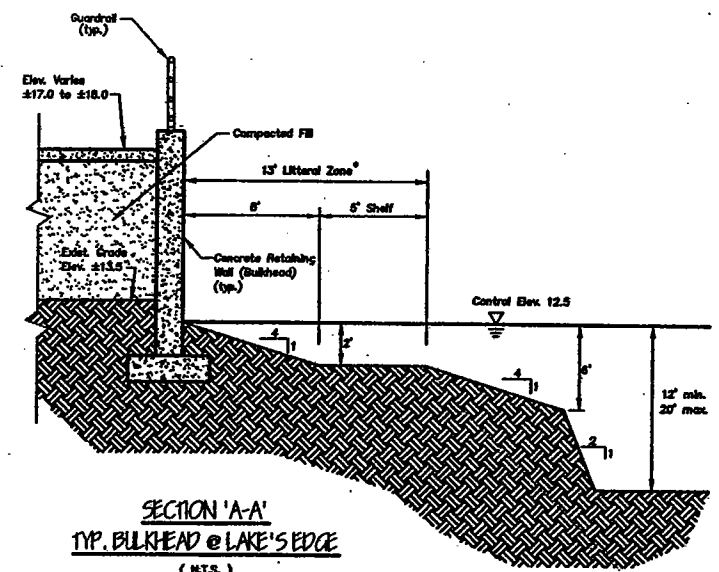 Guardrail
(typ.)
Elev. Varies
±17.0 to ±18.0
Compacted Fill
13' Littoral Zone*
8'
5' Shelf
Exist. Grade
Elev. ±13.5
Concrete Retaining
Wall (Bulkhead)
(typ.)
Control Elev. 12.5
4
1
2'
4
1
6'
12' min.
20' max.
2
1
SECTION 'A-A'
TYP. BULKHEAD @ LAKE'S EDGE
( N.T.S. )